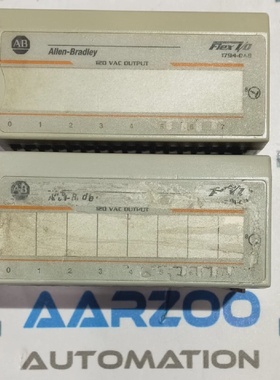 AB
Allen-Bradley
Flex I/O
1794-OA8
120 VAC OUTPUT
0 1 2 3 4 5 6 7
AB
120 VAC OUTPUT
0 1 2 3 4 5 6 7
AARZOO
AUTOMATION